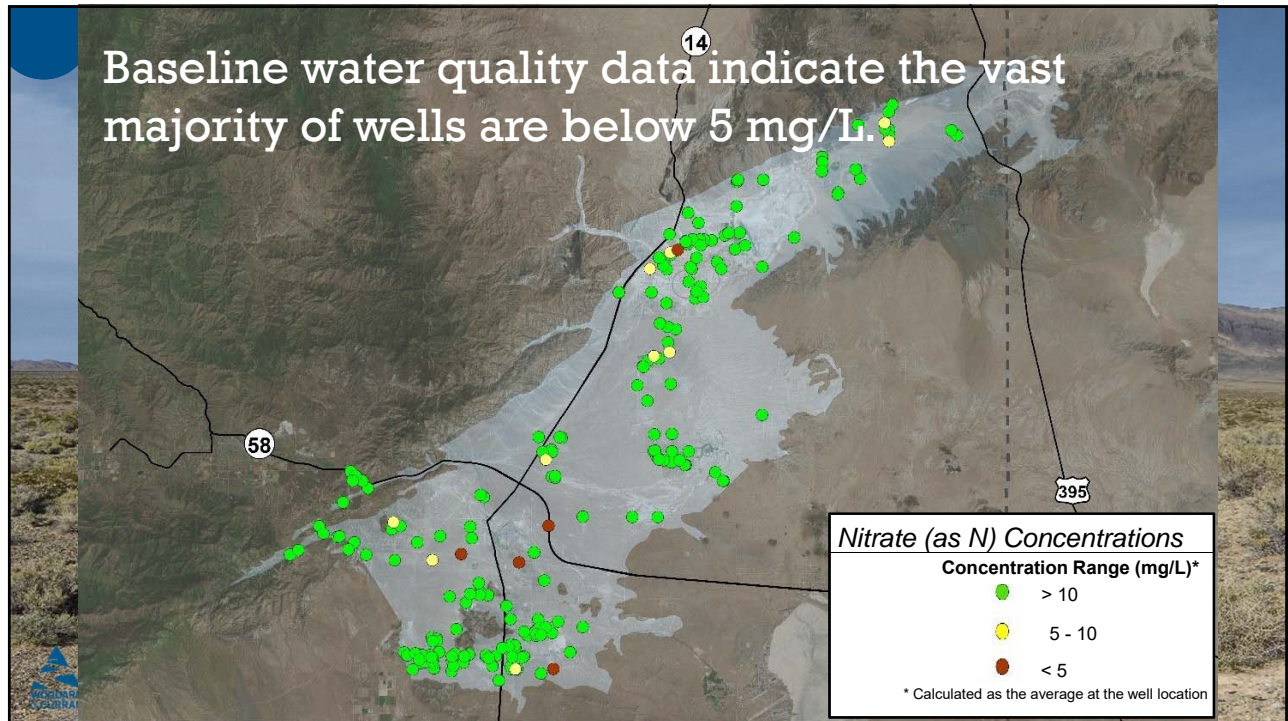 Baseline water quality data indicate the vast
majority of wells are below 5 mg/L.
14
58
395
Nitrate (as N) Concentrations
Concentration Range (mg/L)*
> 10
5 - 10
< 5
* Calculated as the average at the well location